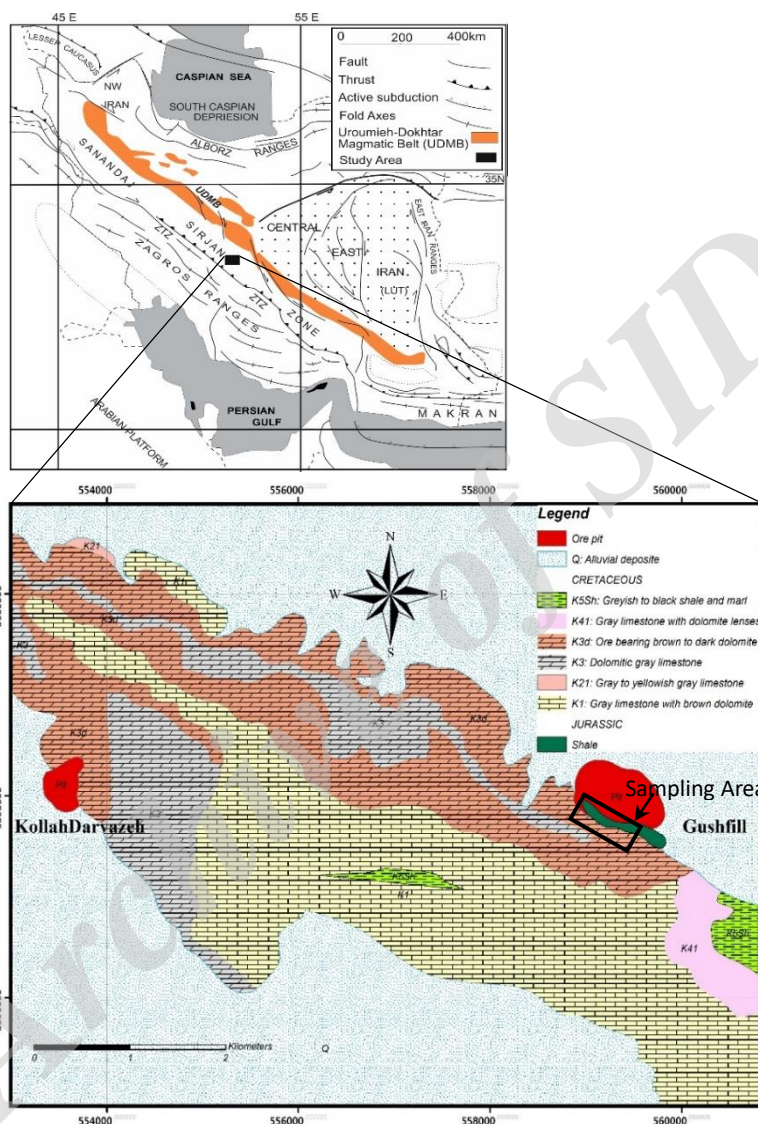 45 E
55 E
0 200 400km
Fault
Thrust
Active subduction
Fold Axes
Uroumieh-Dokhtar
Magmatic Belt (UDMB)
Study Area
LESSER CAUCASUS
NW
IRAN
CASPIAN SEA
SOUTH CASPIAN
DEPRIESION
ALBORZ RANGES
35N
SANANDAJ
UDMB
SIRJAN
CENTRAL
EAST
IRAN
(LUT)
EAST IRAN
RANGES
ZTZ
ZAGROS
RANGES
ZTZ
ZONE
PERSIAN
GULF
ARABIAN PLATFORM
MAKRAN
554000
556000
558000
560000
Legend
Ore pit
Q: Alluvial deposite
CRETACEOUS
K5Sh: Greyish to black shale and marl
K41: Gray limestone with dolomite lenses
K3d: Ore bearing brown to dark dolomite
K3: Dolomitic gray limestone
K21: Gray to yellowish gray limestone
K1: Gray limestone with brown dolomite
JURASSIC
Shale
N
W E
S
K21
K3d
K3
K3d
K3d
Pit
KollahDarvazeh
Pit
Sampling Area
Gushfill
K5Sh
K1
K41
K5Sh
Kilometers
0 1 2
Q
554000
556000
558000
560000
Archive of SID